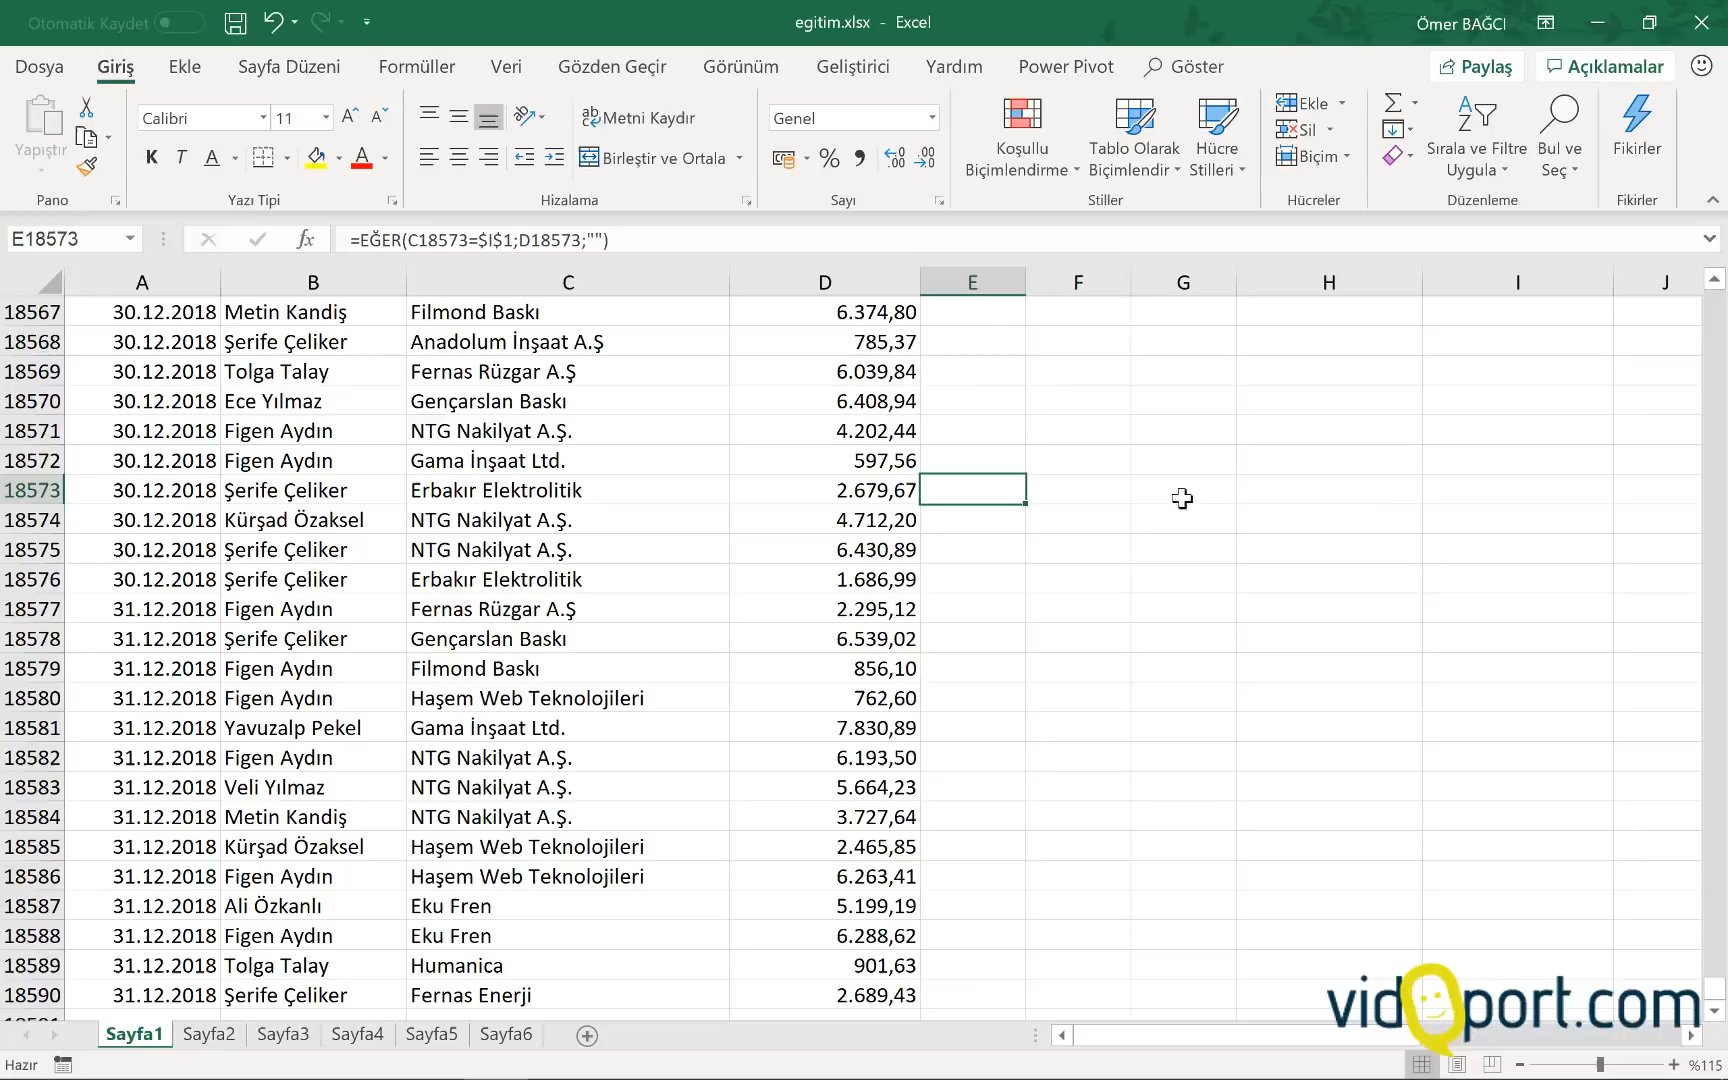 Otomatik Kaydet
egitim.xlsx - Excel
Ömer BAĞCI
Dosya Giriş Ekle Sayfa Düzeni Formüller Veri Gözden Geçir Görünüm Geliştirici Yardım Power Pivot Göster Paylaş Açıklamalar
Yapıştır
Calibri 11
K T A A
Metni Kaydır
Birleştir ve Ortala
Genel
Koşullu Biçimlendirme
Tablo Olarak Biçimlendir
Hücre Stilleri
Ekle
Sil
Biçim
Sırala ve Filtre Uygula
Bul ve Seç
Fikirler
Pano Yazı Tipi Hizalama Sayı Stiller Hücreler Düzenleme Fikirler
E18573 fx =EĞER(C18573=$I$1;D18573;"")
A B C D E F G H I J
18567 30.12.2018 Metin Kandiş Filmond Baskı 6.374,80
18568 30.12.2018 Şerife Çeliker Anadolum İnşaat A.Ş 785,37
18569 30.12.2018 Tolga Talay Fernas Rüzgar A.Ş 6.039,84
18570 30.12.2018 Ece Yılmaz Gençarslan Baskı 6.408,94
18571 30.12.2018 Figen Aydın NTG Nakilyat A.Ş. 4.202,44
18572 30.12.2018 Figen Aydın Gama İnşaat Ltd. 597,56
18573 30.12.2018 Şerife Çeliker Erbakır Elektrolitik 2.679,67
18574 30.12.2018 Kürşad Özaksel NTG Nakilyat A.Ş. 4.712,20
18575 30.12.2018 Şerife Çeliker NTG Nakilyat A.Ş. 6.430,89
18576 30.12.2018 Şerife Çeliker Erbakır Elektrolitik 1.686,99
18577 31.12.2018 Figen Aydın Fernas Rüzgar A.Ş 2.295,12
18578 31.12.2018 Şerife Çeliker Gençarslan Baskı 6.539,02
18579 31.12.2018 Figen Aydın Filmond Baskı 856,10
18580 31.12.2018 Figen Aydın Haşem Web Teknolojileri 762,60
18581 31.12.2018 Yavuzalp Pekel Gama İnşaat Ltd. 7.830,89
18582 31.12.2018 Figen Aydın NTG Nakilyat A.Ş. 6.193,50
18583 31.12.2018 Veli Yılmaz NTG Nakilyat A.Ş. 5.664,23
18584 31.12.2018 Metin Kandiş NTG Nakilyat A.Ş. 3.727,64
18585 31.12.2018 Kürşad Özaksel Haşem Web Teknolojileri 2.465,85
18586 31.12.2018 Figen Aydın Haşem Web Teknolojileri 6.263,41
18587 31.12.2018 Ali Özkanlı Eku Fren 5.199,19
18588 31.12.2018 Figen Aydın Eku Fren 6.288,62
18589 31.12.2018 Tolga Talay Humanica 901,63
18590 31.12.2018 Şerife Çeliker Fernas Enerji 2.689,43
vidoport.com
Sayfa1 Sayfa2 Sayfa3 Sayfa4 Sayfa5 Sayfa6
Hazır
%115